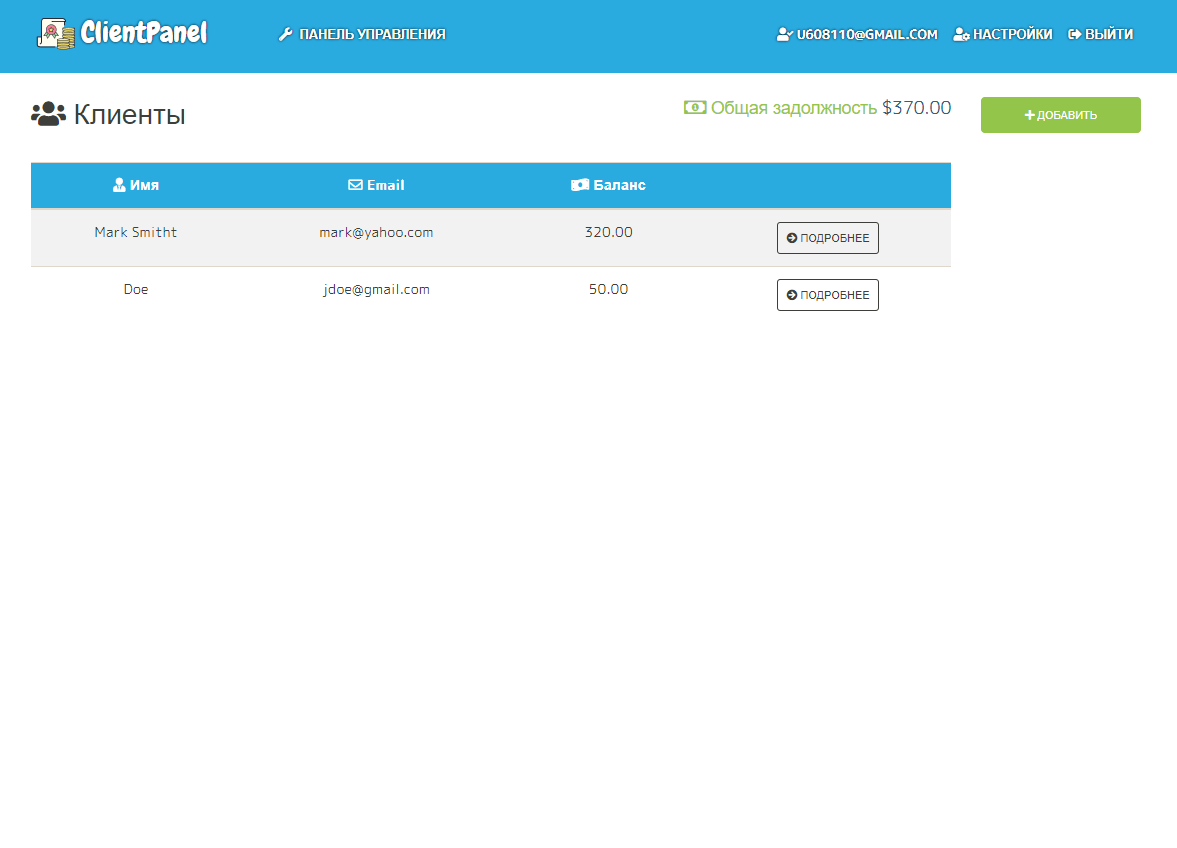 ClientPanel ПАНЕЛЬ УПРАВЛЕНИЯ U608110@GMAIL.COM НАСТРОЙКИ ВЫЙТИ
Клиенты Общая задолжность $370.00 ДОБАВИТЬ
Имя Email Баланс
Mark Smitht mark@yahoo.com 320.00 ПОДРОБНЕЕ
Doe jdoe@gmail.com 50.00 ПОДРОБНЕЕ